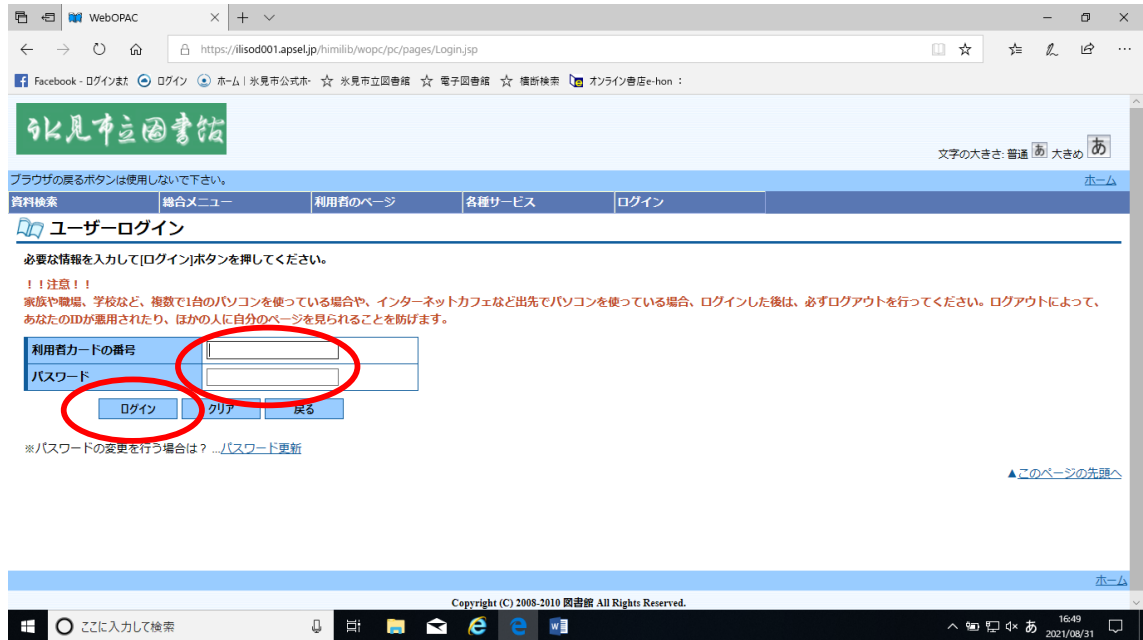 WebOPAC
https://ilisod001.apsel.jp/himilib/wopc/pc/pages/Login.jsp
Facebook - ログインまた ログイン ホーム | 氷見市公式ホ 氷見市立図書館 電子図書館 横断検索 オンライン書店e-hon :
氷見市立図書館
文字の大きさ: 普通 あ 大きめ あ
ブラウザの戻るボタンは使用しないで下さい。 ホーム
資料検索 総合メニュー 利用者のページ 各種サービス ログイン
ユーザーログイン
必要な情報を入力して[ログイン]ボタンを押してください。
！！注意！！
家族や職場、学校など、複数で1台のパソコンを使っている場合や、インターネットカフェなど出先でパソコンを使っている場合、ログインした後は、必ずログアウトを行ってください。ログアウトによって、
あなたのIDが悪用されたり、ほかの人に自分のページを見られることを防げます。
利用者カードの番号
パスワード
ログイン クリア 戻る
※パスワードの変更を行う場合は？ ...パスワード更新
▲このページの先頭へ
ホーム
Copyright (C) 2008-2010 図書館 All Rights Reserved.
ここに入力して検索 あ 16:49
2021/08/31